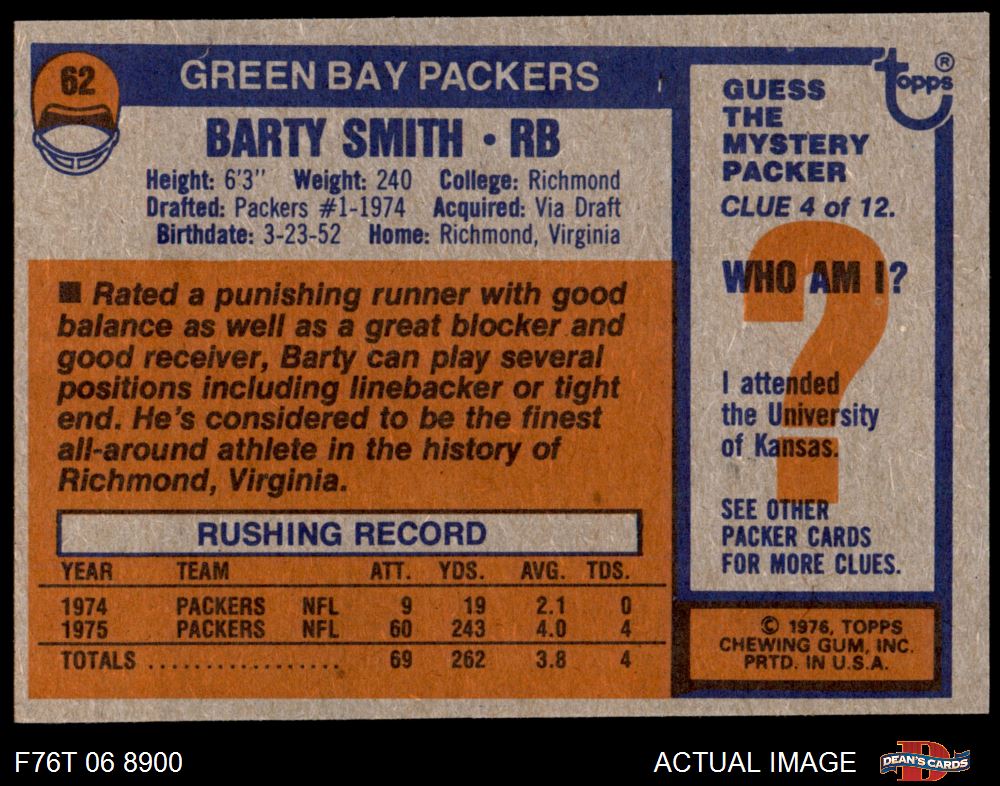 62
GREEN BAY PACKERS
BARTY SMITH • RB
Height: 6'3" Weight: 240 College: Richmond
Drafted: Packers #1-1974 Acquired: Via Draft
Birthdate: 3-23-52 Home: Richmond, Virginia
■ Rated a punishing runner with good
balance as well as a great blocker and
good receiver, Barty can play several
positions including linebacker or tight
end. He's considered to be the finest
all-around athlete in the history of
Richmond, Virginia.
RUSHING RECORD
YEAR TEAM ATT. YDS. AVG. TDS.
1974 PACKERS NFL 9 19 2.1 0
1975 PACKERS NFL 60 243 4.0 4
TOTALS .................. 69 262 3.8 4
topps ®
GUESS
THE
MYSTERY
PACKER
CLUE 4 of 12.
?
WHO AM I?
I attended
the University
of Kansas.
SEE OTHER
PACKER CARDS
FOR MORE CLUES.
© 1976, TOPPS
CHEWING GUM, INC.
PRTD. IN U.S.A.
F76T 06 8900
ACTUAL IMAGE
D
DEAN'S CARDS